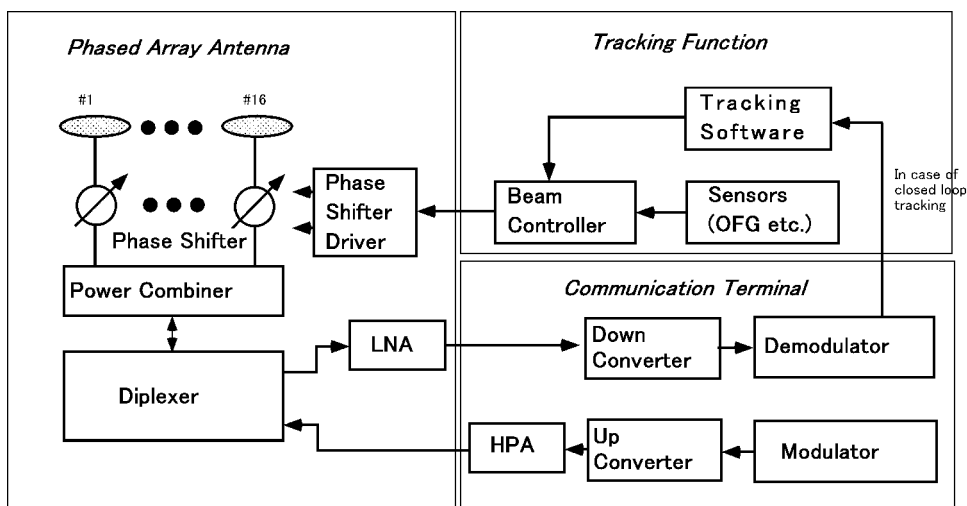 Phased Array Antenna
#1
#16
Phase Shifter
Phase
Shifter
Driver
Power Combiner
Diplexer
LNA
Tracking Function
Tracking
Software
Beam
Controller
Sensors
(OFG etc.)
In case of
closed loop
tracking
Communication Terminal
Down
Converter
Demodulator
HPA
Up
Converter
Modulator